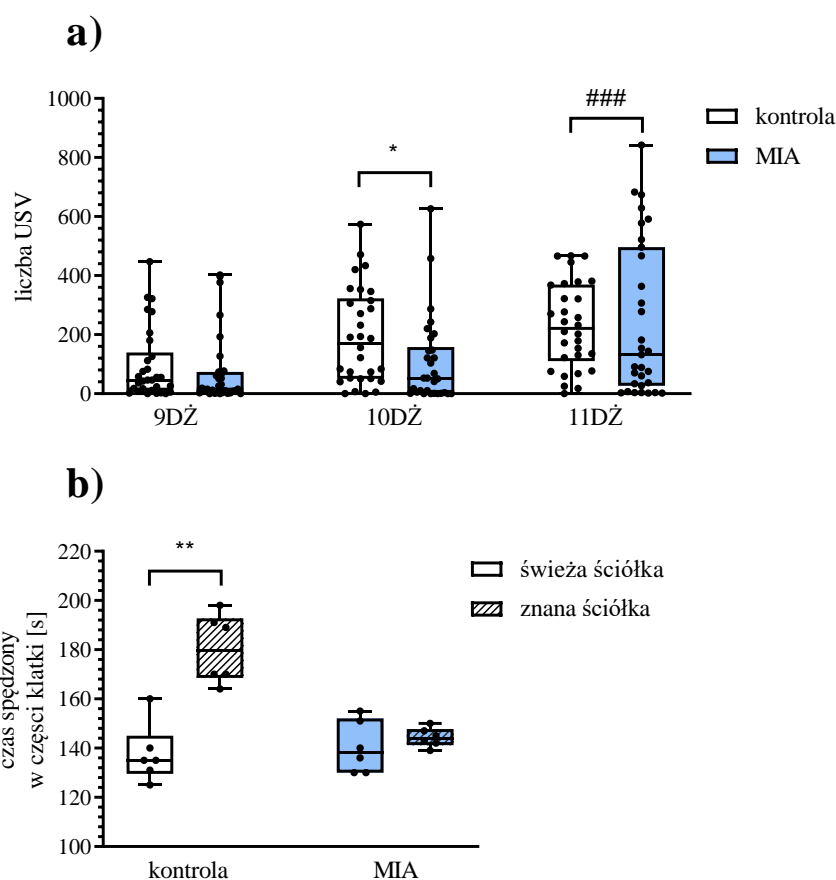 a)
1000
800
600
400
200
0
liczba USV
*
###
kontrola
MIA
9DŻ
10DŻ
11DŻ
b)
220
200
180
160
140
120
100
czas spędzony
w częsci klatki [s]
**
świeża ściółka
znana ściółka
kontrola
MIA